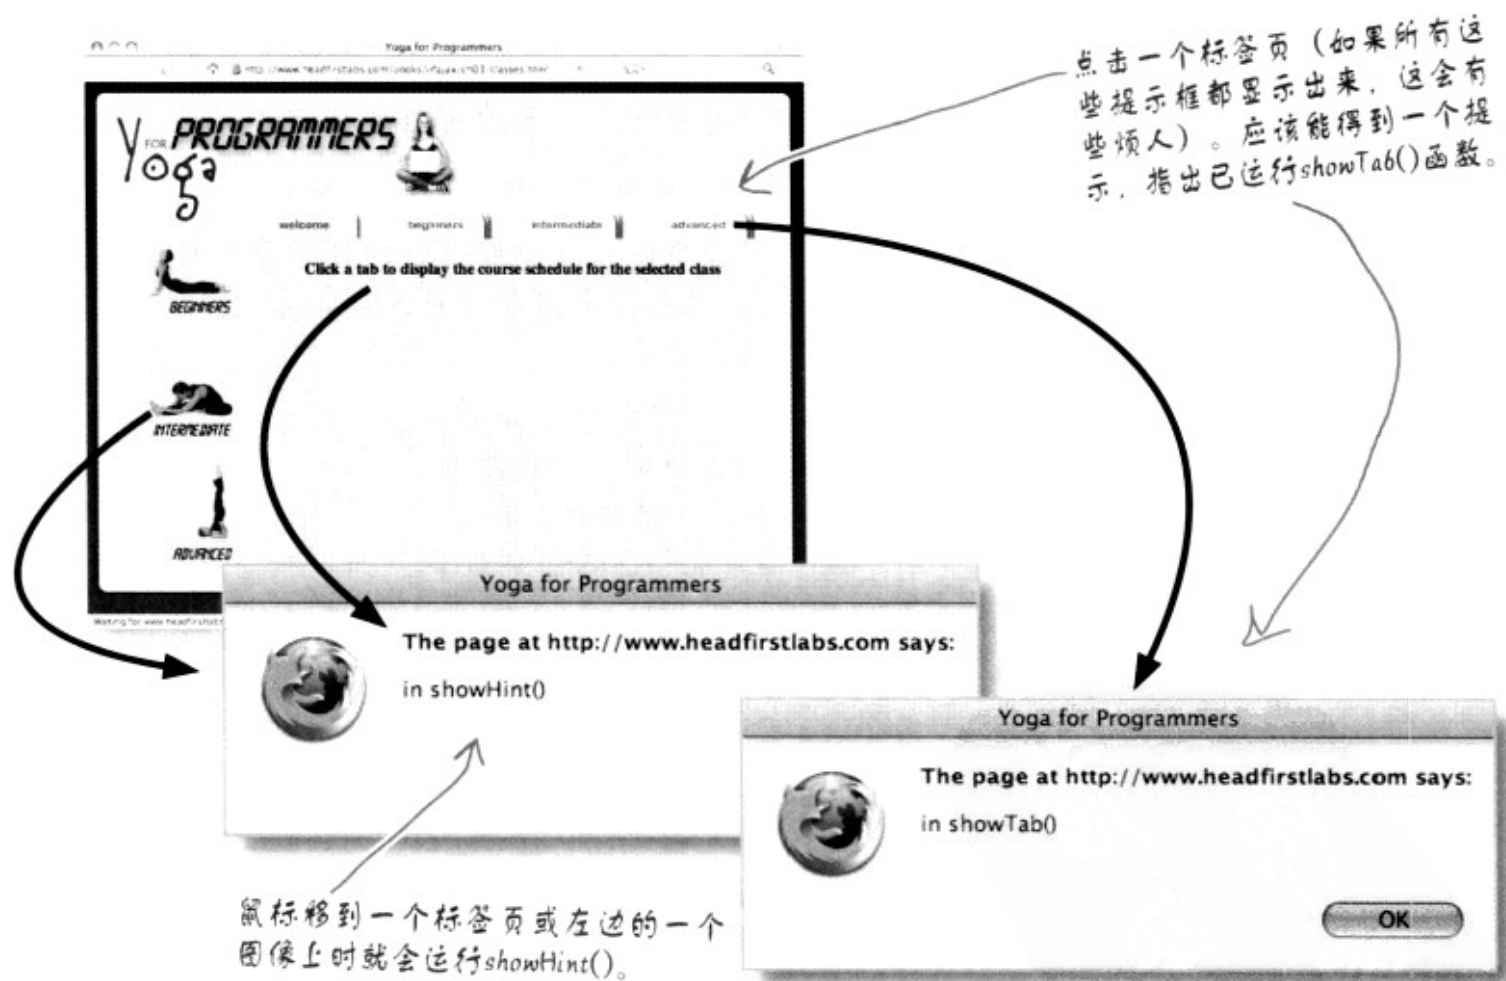 Yoga for Programmers
点击一个标签页（如果所有这
些提示框都显示出来，这会有
些烦人）。应该能得到一个提
示，指出已运行showTab()函数。
Yoga FOR PROGRAMMERS
welcome
beginners
intermediate
advanced
Click a tab to display the course schedule for the selected class
BEGINNERS
INTERMEDIATE
ADVANCED
Yoga for Programmers
The page at http://www.headfirstlabs.com says:
in showHint()
Yoga for Programmers
The page at http://www.headfirstlabs.com says:
in showTab()
OK
鼠标移到一个标签页或左边的一个
图像上时就会运行showHint()。